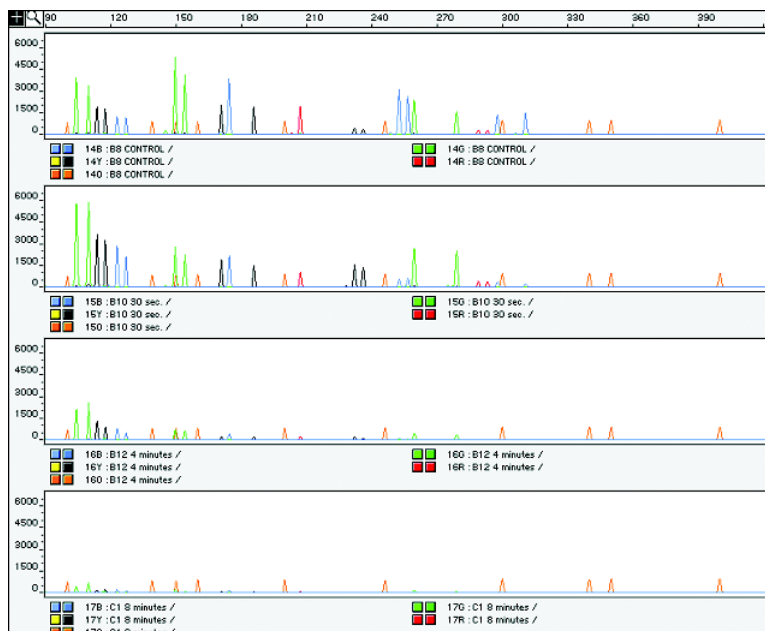 90 120 150 180 210 240 270 300 330 360 390
6000
4500
3000
1500
0
14B : B8 CONTROL / 14G : B8 CONTROL /
14Y : B8 CONTROL / 14R : B8 CONTROL /
14O : B8 CONTROL /
6000
4500
3000
1500
0
15B : B10 30 sec. / 15G : B10 30 sec. /
15Y : B10 30 sec. / 15R : B10 30 sec. /
15O : B10 30 sec. /
6000
4500
3000
1500
0
16B : B12 4 minutes / 16G : B12 4 minutes /
16Y : B12 4 minutes / 16R : B12 4 minutes /
16O : B12 4 minutes /
6000
4500
3000
1500
0
17B : C1 8 minutes / 17G : C1 8 minutes /
17Y : C1 8 minutes / 17R : C1 8 minutes /